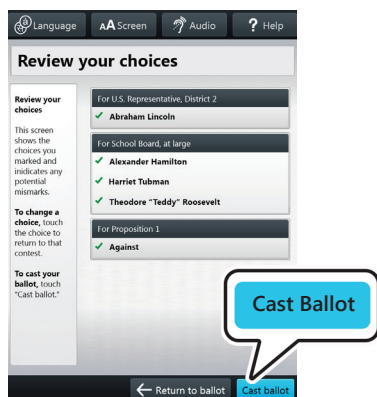 Language AA Screen Audio ? Help
Review your choices
Review your
choices
This screen
shows the
choices you
marked and
inidicates any
potential
mismarks.
To change a
choice, touch
the choice to
return to that
contest.
To cast your
ballot, touch
"Cast ballot."
For U.S. Representative, District 2
Abraham Lincoln
For School Board, at large
Alexander Hamilton
Harriet Tubman
Theodore "Teddy" Roosevelt
For Proposition 1
Against
Cast Ballot
Return to ballot Cast ballot